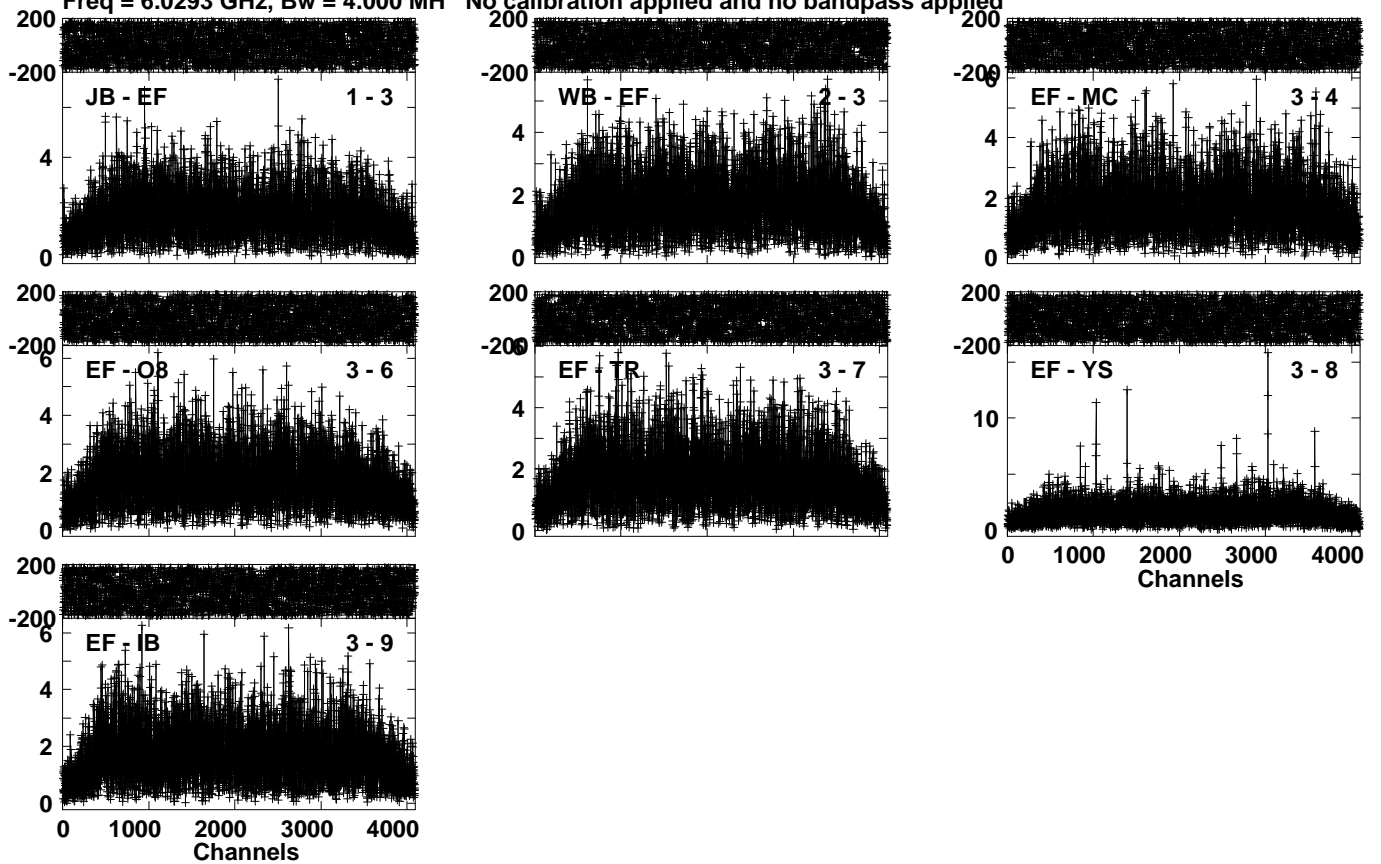 Freq = 6.0293 GHz, Bw = 4.000 MH No calibration applied and no bandpass applied
200 200 200
-200 -200 -200
JB - EF 1 - 3 WB - EF 2 - 3 6 EF - MC 3 - 4
4 4 4
2 2
0 0 0
200 200 200
-200 -200 -200
6 EF - O8 3 - 6 6 EF - TR 3 - 7 EF - YS 3 - 8
4 4 10
2 2
0 0 0
0 1000 2000 3000 4000
Channels
200
-200
6 EF - IB 3 - 9
4
2
0
0 1000 2000 3000 4000
Channels